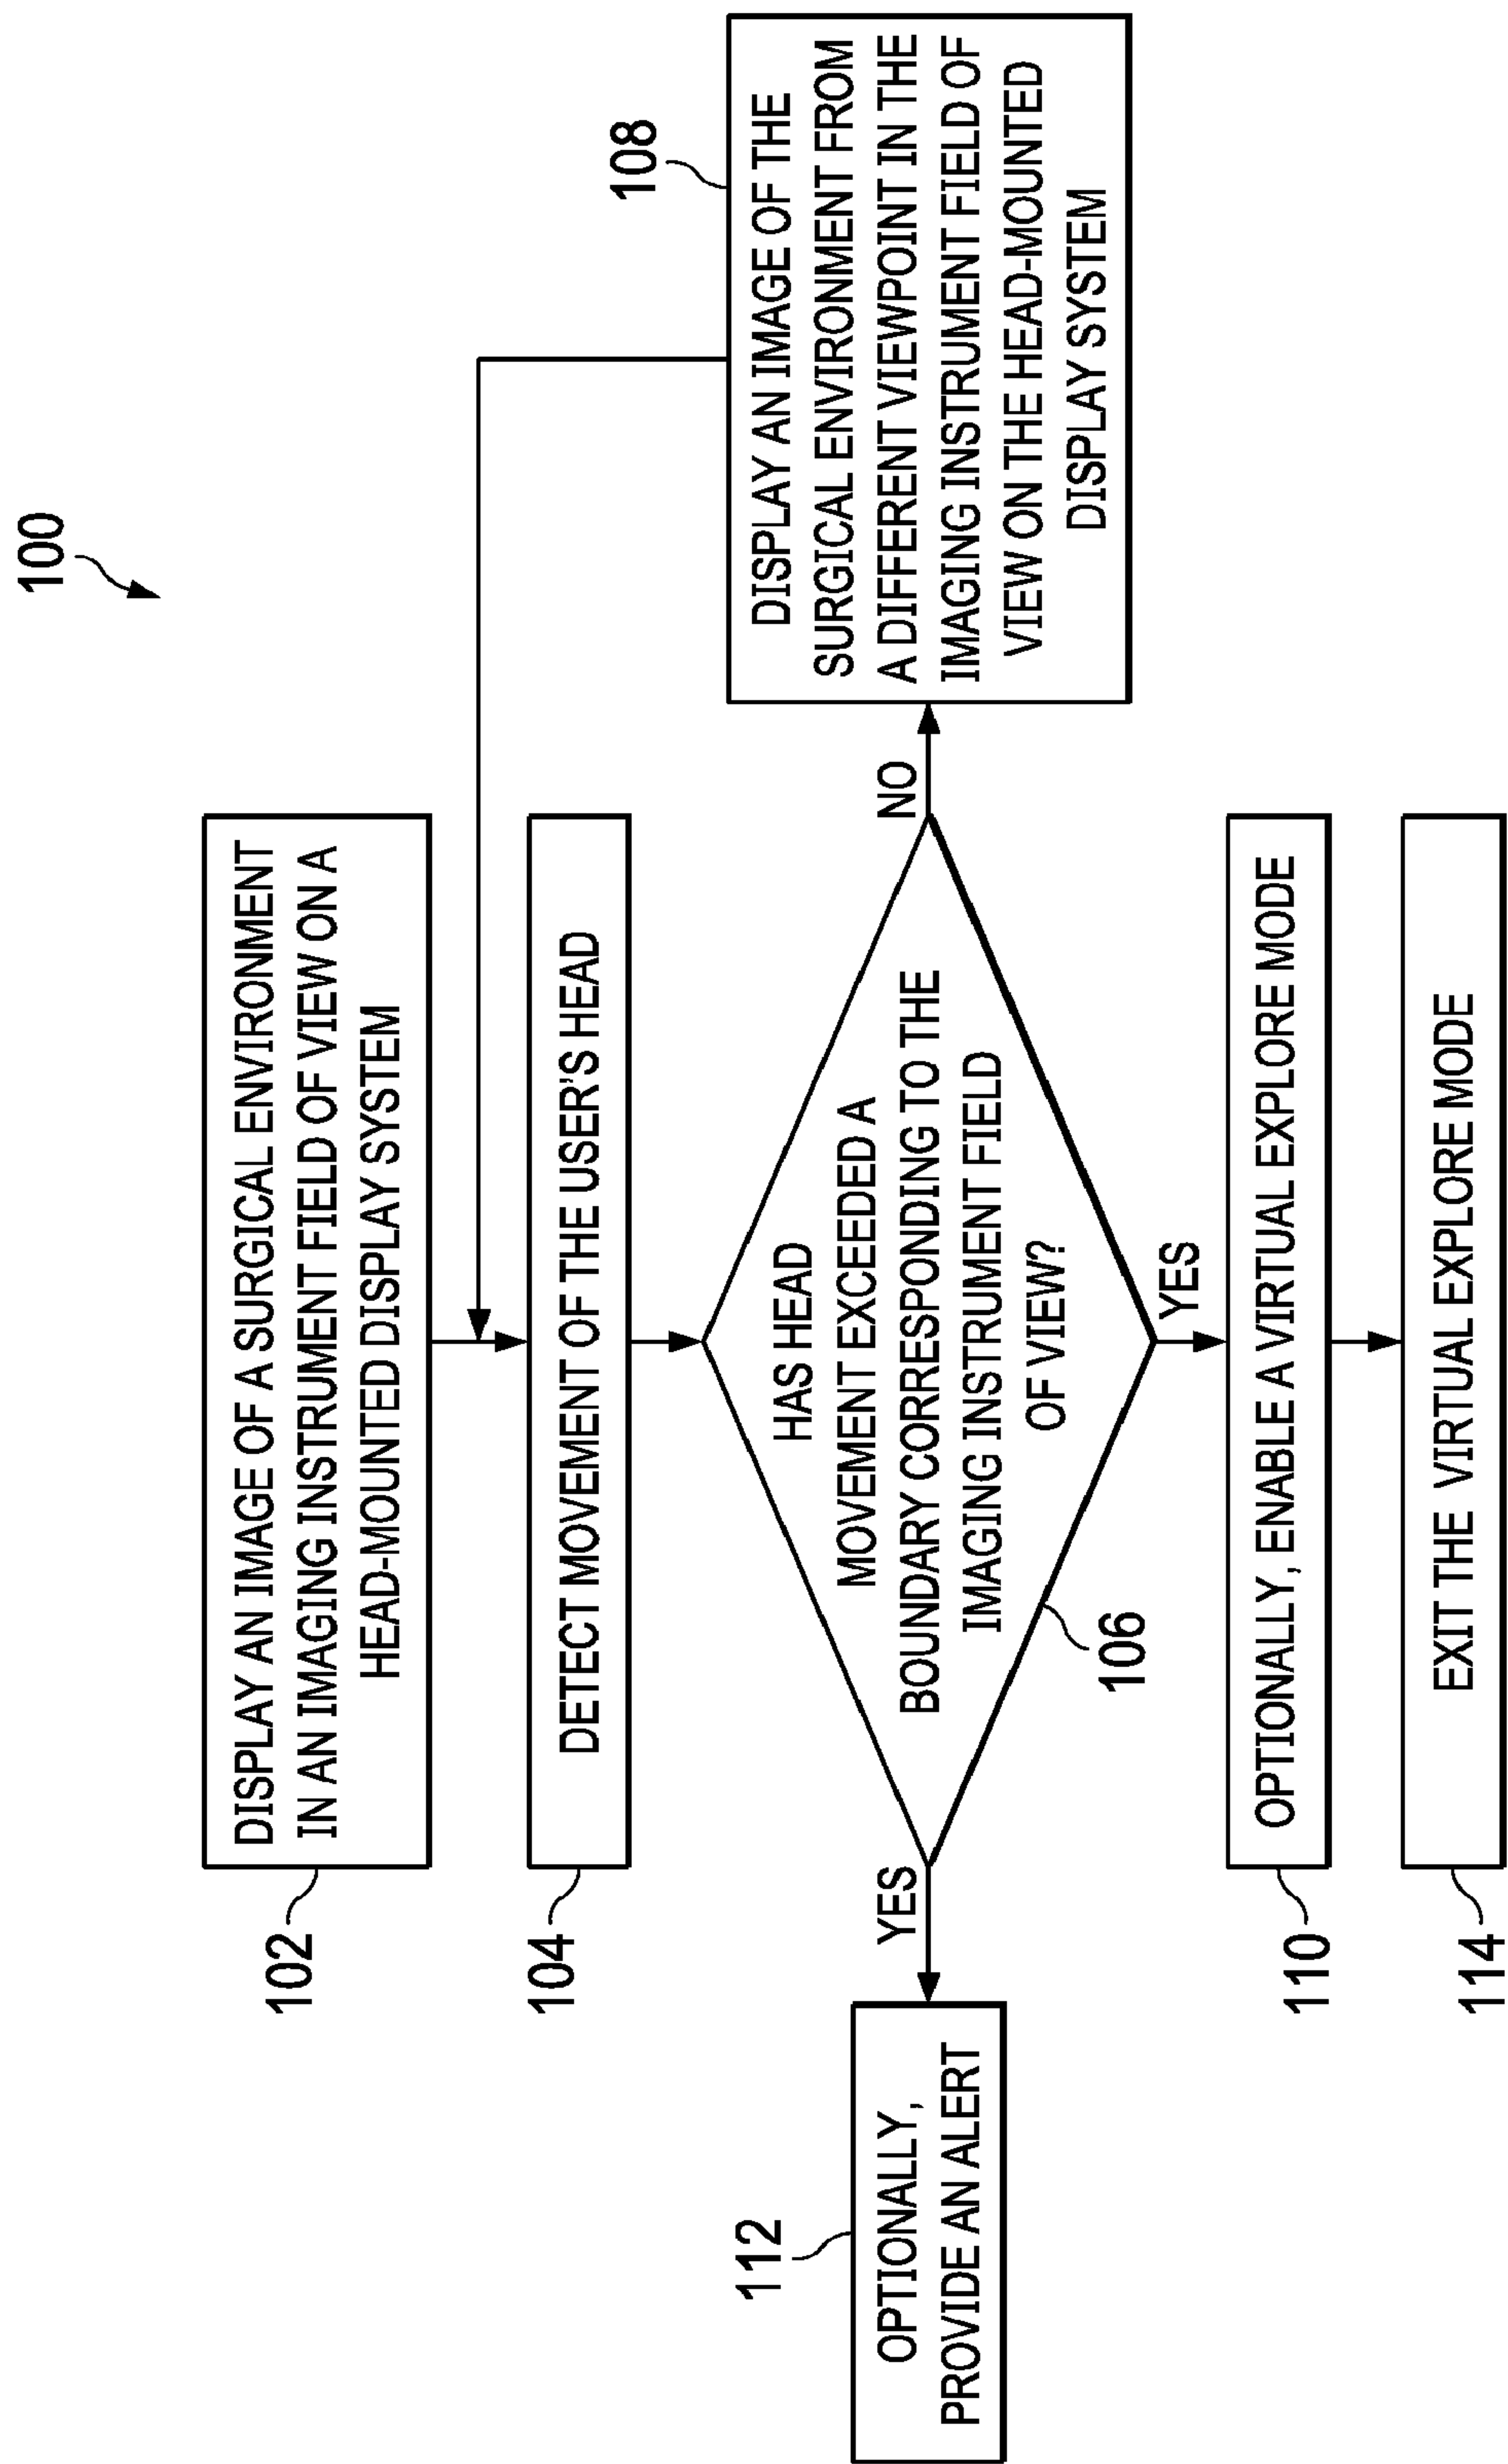 100
102
DISPLAY AN IMAGE OF A SURGICAL ENVIRONMENT
IN AN IMAGING INSTRUMENT FIELD OF VIEW ON A
HEAD-MOUNTED DISPLAY SYSTEM
104
DETECT MOVEMENT OF THE USER'S HEAD
108
DISPLAY AN IMAGE OF THE
SURGICAL ENVIRONMENT FROM
A DIFFERENT VIEWPOINT IN THE
IMAGING INSTRUMENT FIELD OF
VIEW ON THE HEAD-MOUNTED
DISPLAY SYSTEM
112
OPTIONALLY,
PROVIDE AN ALERT
YES
HAS HEAD
MOVEMENT EXCEEDED A
BOUNDARY CORRESPONDING TO THE
IMAGING INSTRUMENT FIELD
OF VIEW?
NO
106
YES
110
OPTIONALLY, ENABLE A VIRTUAL EXPLORE MODE
114
EXIT THE VIRTUAL EXPLORE MODE